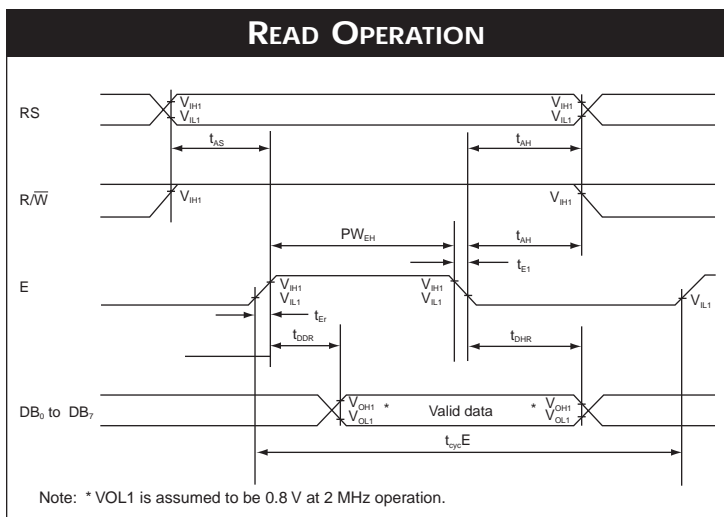 READ OPERATION
RS
VIH1
VIL1
VIH1
VIL1
tAS
tAH
R/W̅
VIH1
VIH1
PWEH
tAH
tE1
E
VIH1
VIL1
VIH1
VIL1
VIL1
tEr
tDDR
tDHR
DB0 to DB7
VOH1 * Valid data * VOH1
VOL1
VOL1
tcycE
Note: * VOL1 is assumed to be 0.8 V at 2 MHz operation.